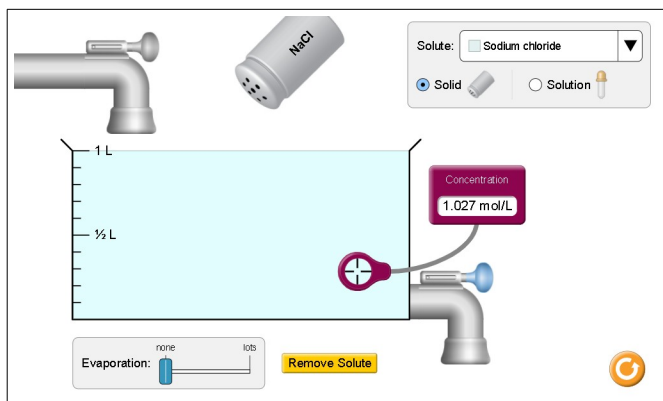 NaCl
Solute: Sodium chloride
Solid Solution
1 L
½ L
Concentration
1.027 mol/L
none lots
Evaporation:
Remove Solute